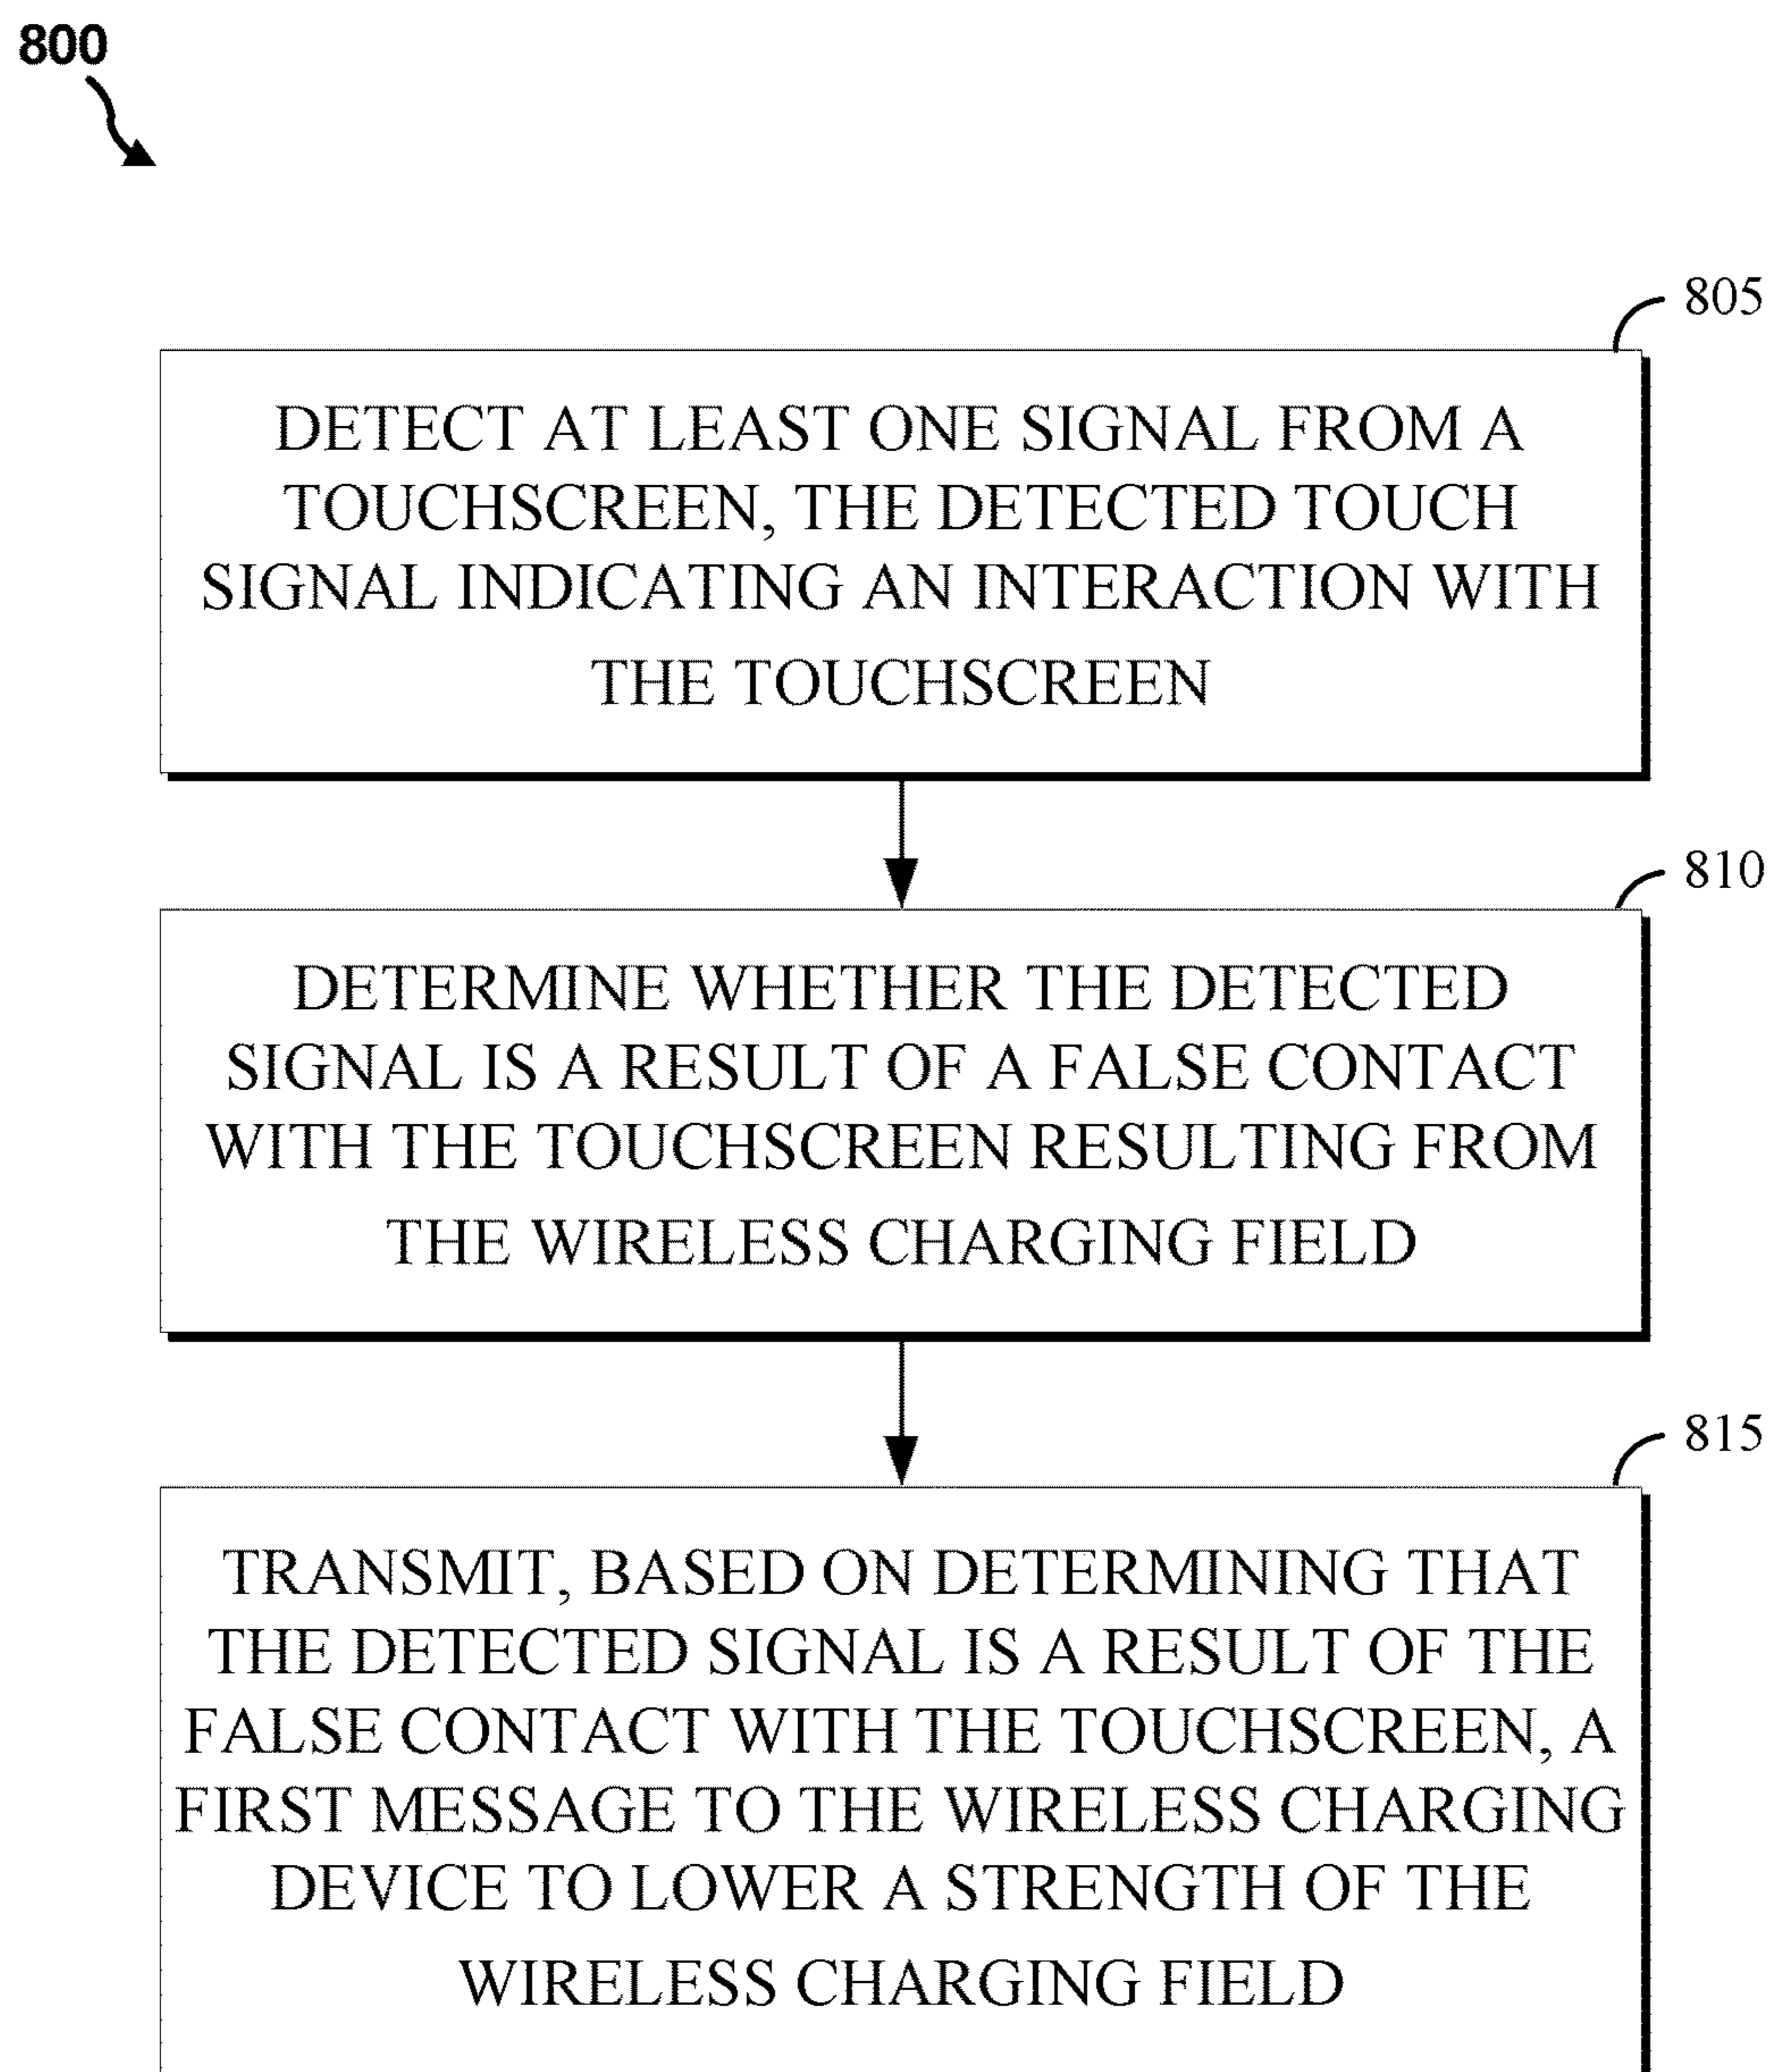 800
805
DETECT AT LEAST ONE SIGNAL FROM A
TOUCHSCREEN, THE DETECTED TOUCH
SIGNAL INDICATING AN INTERACTION WITH
THE TOUCHSCREEN
810
DETERMINE WHETHER THE DETECTED
SIGNAL IS A RESULT OF A FALSE CONTACT
WITH THE TOUCHSCREEN RESULTING FROM
THE WIRELESS CHARGING FIELD
815
TRANSMIT, BASED ON DETERMINING THAT
THE DETECTED SIGNAL IS A RESULT OF THE
FALSE CONTACT WITH THE TOUCHSCREEN, A
FIRST MESSAGE TO THE WIRELESS CHARGING
DEVICE TO LOWER A STRENGTH OF THE
WIRELESS CHARGING FIELD